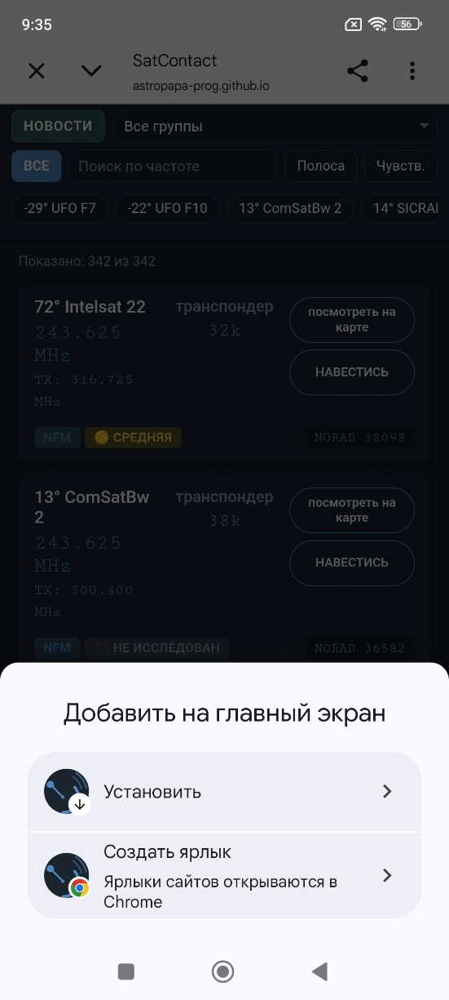 9:35
56
SatContact
astropapa-prog.github.io
НОВОСТИ
Все группы
ВСЕ
Поиск по частоте
Полоса
Чувств.
-29° UFO F7
-22° UFO F10
13° ComSatBw 2
14° SICRAL
Показано: 342 из 342
72° Intelsat 22
транспондер
посмотреть на
карте
243.625
32k
MHz
НАВЕСТИСЬ
TX: 316.725
MHz
NFM
СРЕДНЯЯ
NORAD 38098
13° ComSatBw
2
транспондер
посмотреть на
карте
38k
243.625
MHz
НАВЕСТИСЬ
TX: 300.400
MHz
NFM
НЕ ИССЛЕДОВАН
NORAD 36582
Добавить на главный экран
Установить
Создать ярлык
Ярлыки сайтов открываются в
Chrome